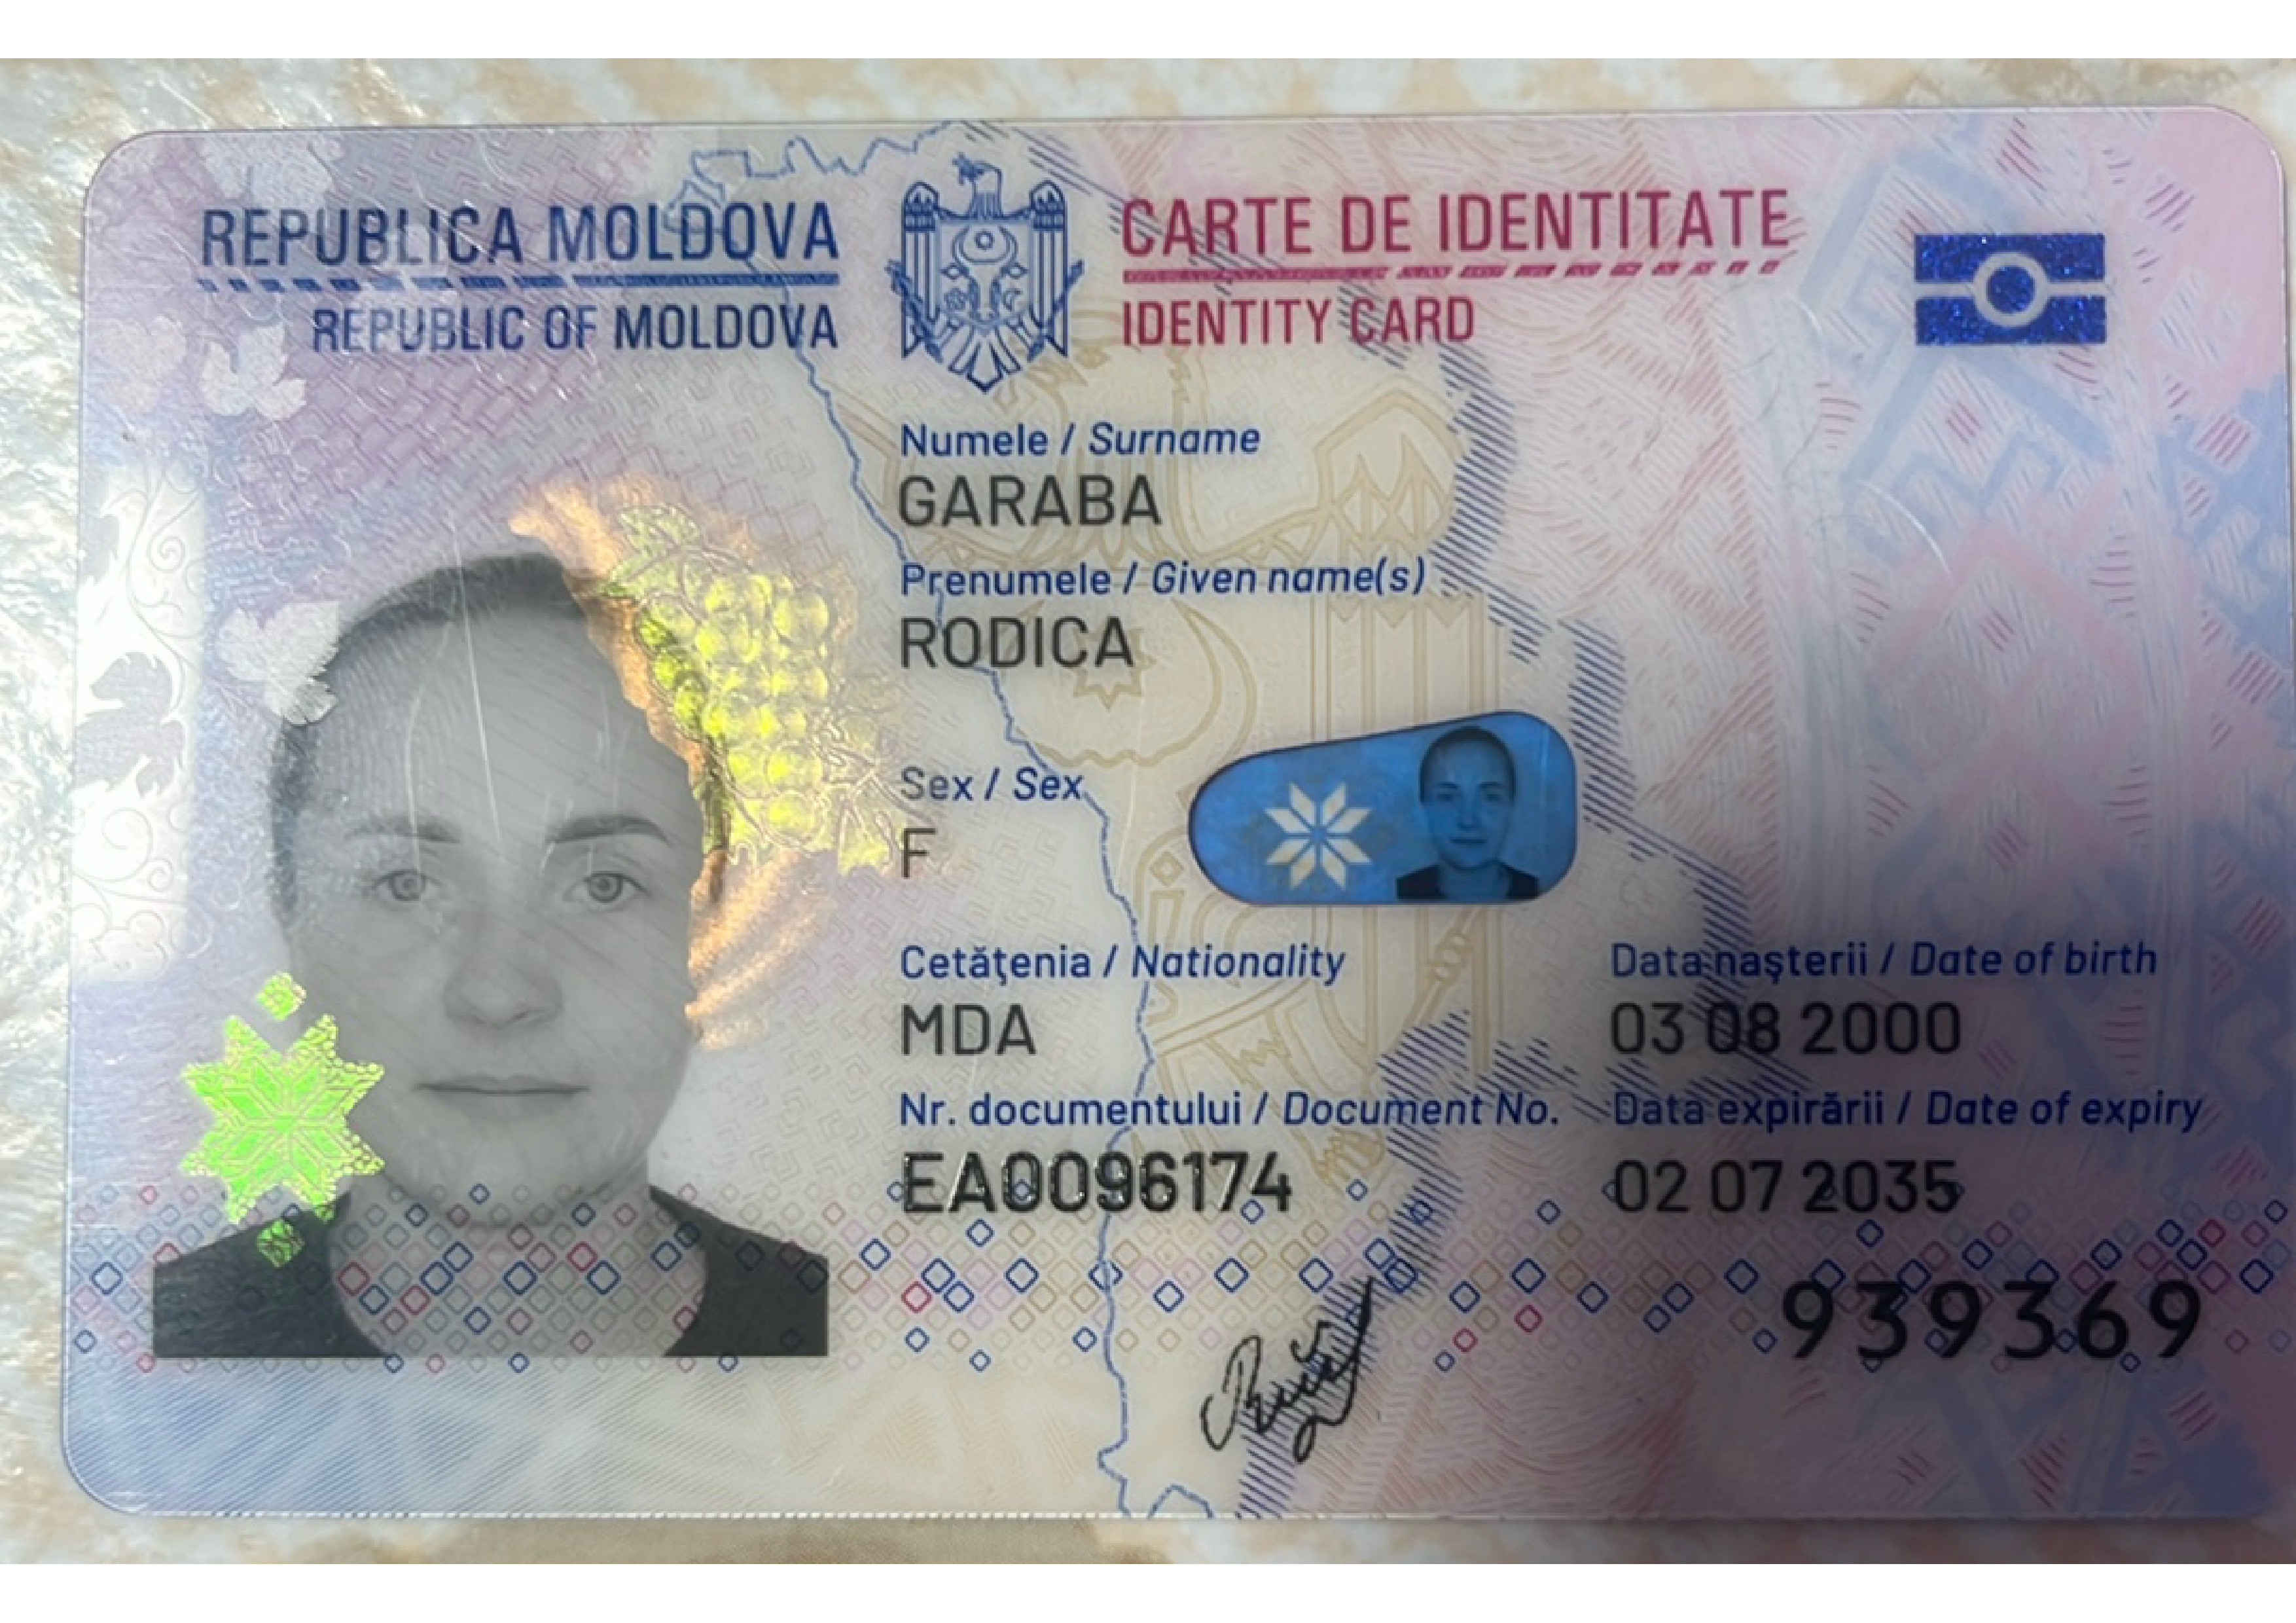 REPUBLICA MOLDOVA
REPUBLIC OF MOLDOVA
CARTE DE IDENTITATE
IDENTITY CARD
Numele / Surname
GARABA
Prenumele / Given name(s)
RODICA
Sex / Sex
F
Cetățenia / Nationality
MDA
Data nașterii / Date of birth
03 08 2000
Nr. documentului / Document No.
EA0096174
Data expirării / Date of expiry
02 07 2035
939369